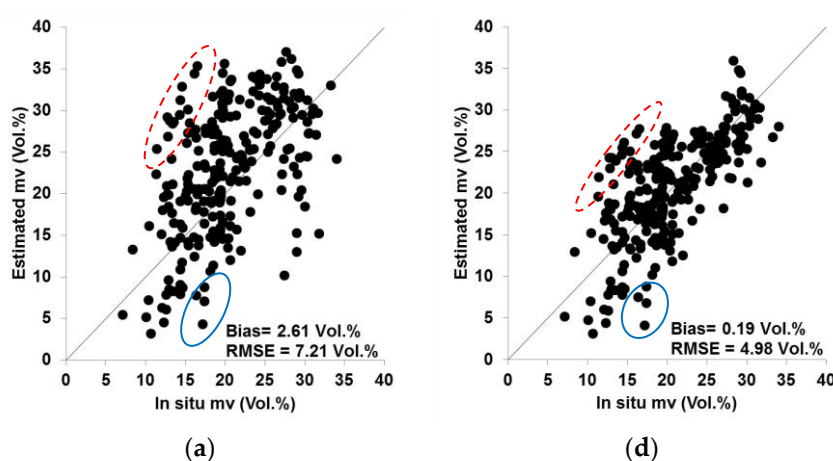 40
35
30
25
20
15
10
5
0
Estimated mv (Vol.%)
Bias= 2.61 Vol.%
RMSE = 7.21 Vol.%
0 5 10 15 20 25 30 35 40
In situ mv (Vol.%)
(a)
40
35
30
25
20
15
10
5
0
Estimated mv (Vol.%)
Bias= 0.19 Vol.%
RMSE = 4.98 Vol.%
0 5 10 15 20 25 30 35 40
In situ mv (Vol.%)
(d)